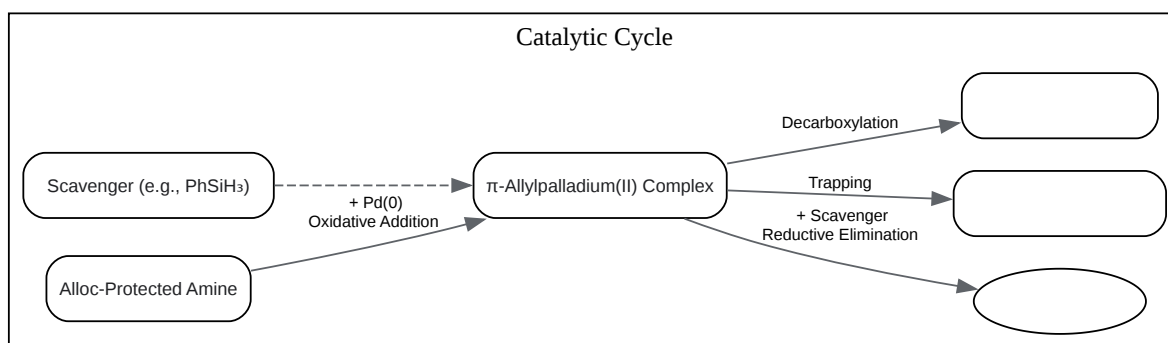 Catalytic Cycle
Decarboxylation
Scavenger (e.g., PhSiH₃)
π-Allylpalladium(II) Complex
Trapping
+ Pd(0)
Oxidative Addition
+ Scavenger
Reductive Elimination
Alloc-Protected Amine